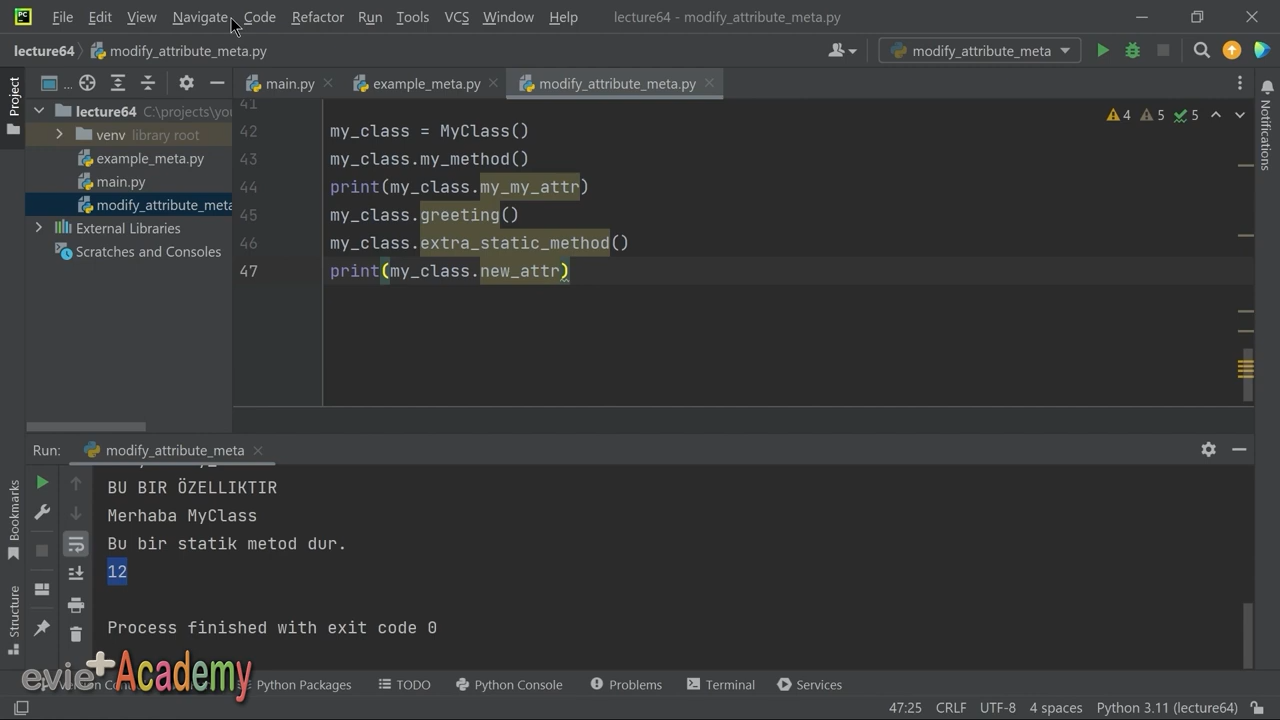 File Edit View Navigate Code Refactor Run Tools VCS Window Help lecture64 - modify_attribute_meta.py
lecture64 modify_attribute_meta.py modify_attribute_meta
Project ... main.py example_meta.py modify_attribute_meta.py
lecture64 C:\projects\you
venv library root
example_meta.py
main.py
modify_attribute_meta
External Libraries
Scratches and Consoles
41
42 my_class = MyClass()
43 my_class.my_method()
44 print(my_class.my_my_attr)
45 my_class.greeting()
46 my_class.extra_static_method()
47 print(my_class.new_attr)
4 5 5
Notifications
Run: modify_attribute_meta
BU BIR ÖZELLIKTIR
Merhaba MyClass
Bu bir statik metod dur.
12
Process finished with exit code 0
Bookmarks
Structure
evie+Academy
Python Packages TODO Python Console Problems Terminal Services
47:25 CRLF UTF-8 4 spaces Python 3.11 (lecture64)